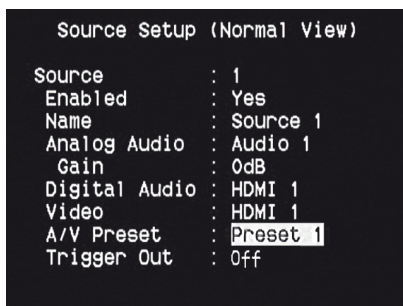 Source Setup (Normal View)
Source : 1
Enabled : Yes
Name : Source 1
Analog Audio : Audio 1
Gain : 0dB
Digital Audio : HDMI 1
Video : HDMI 1
A/V Preset : Preset 1
Trigger Out : Off